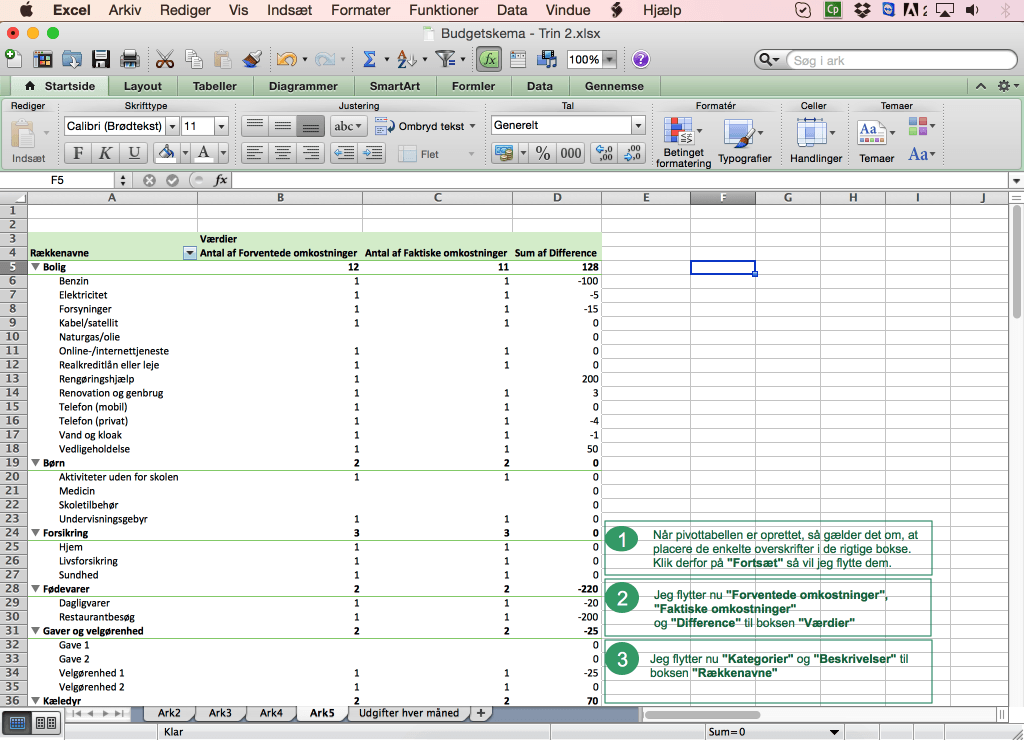 Excel Arkiv Rediger Vis Indsæt Formater Funktioner Data Vindue Hjælp
Budgetskema - Trin 2.xlsx
100% Søg i ark
Startside Layout Tabeller Diagrammer SmartArt Formler Data Gennemse
Rediger Skrifttype Justering Tal Formatér Celler Temaer
Calibri (Brødtekst) 11 abc Ombryd tekst Generelt
Indsæt F K U A Flet % 000 Betinget formatering Typografier Handlinger Temaer Aa
F5 fx
A B C D E F G H I J
1
2
3 Værdier
4 Rækkenavne Antal af Forventede omkostninger Antal af Faktiske omkostninger Sum af Difference
5 Bolig 12 11 128
6 Benzin 1 1 -100
7 Elektricitet 1 1 -5
8 Forsyninger 1 1 -15
9 Kabel/satellit 1 1 0
10 Naturgas/olie 0
11 Online-/internettjeneste 1 1 0
12 Realkreditlån eller leje 1 1 0
13 Rengøringshjælp 1 200
14 Renovation og genbrug 1 1 3
15 Telefon (mobil) 1 1 0
16 Telefon (privat) 1 1 -4
17 Vand og kloak 1 1 -1
18 Vedligeholdelse 1 1 50
19 Børn 2 2 0
20 Aktiviteter uden for skolen 1 1 0
21 Medicin 0
22 Skoletilbehør 0
23 Undervisningsgebyr 1 1 0
24 Forsikring 3 3 0
25 Hjem 1 1 0
26 Livsforsikring 1 1 0
27 Sundhed 1 1 0
28 Fødevarer 2 2 -220
29 Dagligvarer 1 1 -20
30 Restaurantbesøg 1 1 -200
31 Gaver og velgørenhed 2 2 -25
32 Gave 1 0
33 Gave 2 0
34 Velgørenhed 1 1 1 -25
35 Velgørenhed 2 1 1 0
36 Kæledyr 2 2 70
1 Når pivottabellen er oprettet, så gælder det om, at
placere de enkelte overskrifter i de rigtige bokse.
Klik derfor på "Fortsæt" så vil jeg flytte dem.
2 Jeg flytter nu "Forventede omkostninger",
"Faktiske omkostninger"
og "Difference" til boksen "Værdier"
3 Jeg flytter nu "Kategorier" og "Beskrivelser" til
boksen "Rækkenavne"
Ark2 Ark3 Ark4 Ark5 Udgifter hver måned +
Klar Sum=0